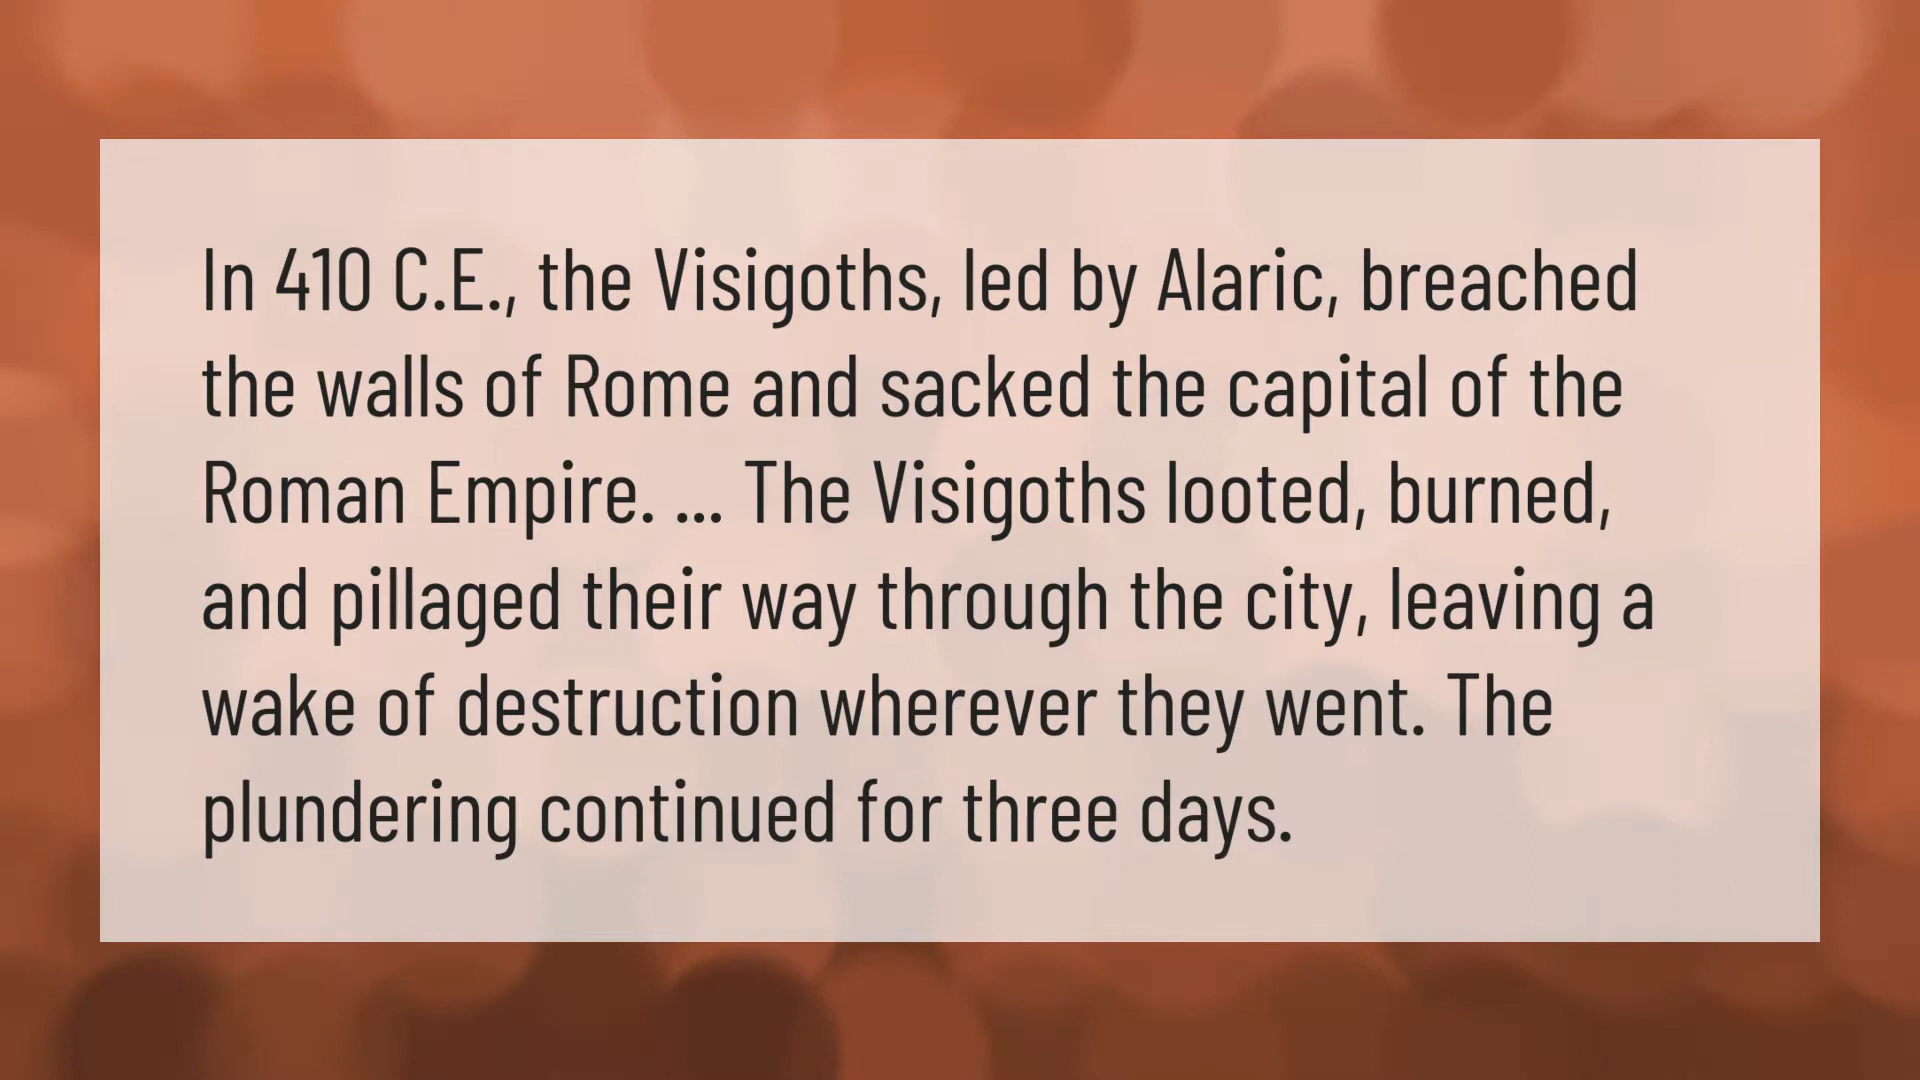 In 410 C.E., the Visigoths, led by Alaric, breached
the walls of Rome and sacked the capital of the
Roman Empire. ... The Visigoths looted, burned,
and pillaged their way through the city, leaving a
wake of destruction wherever they went. The
plundering continued for three days.